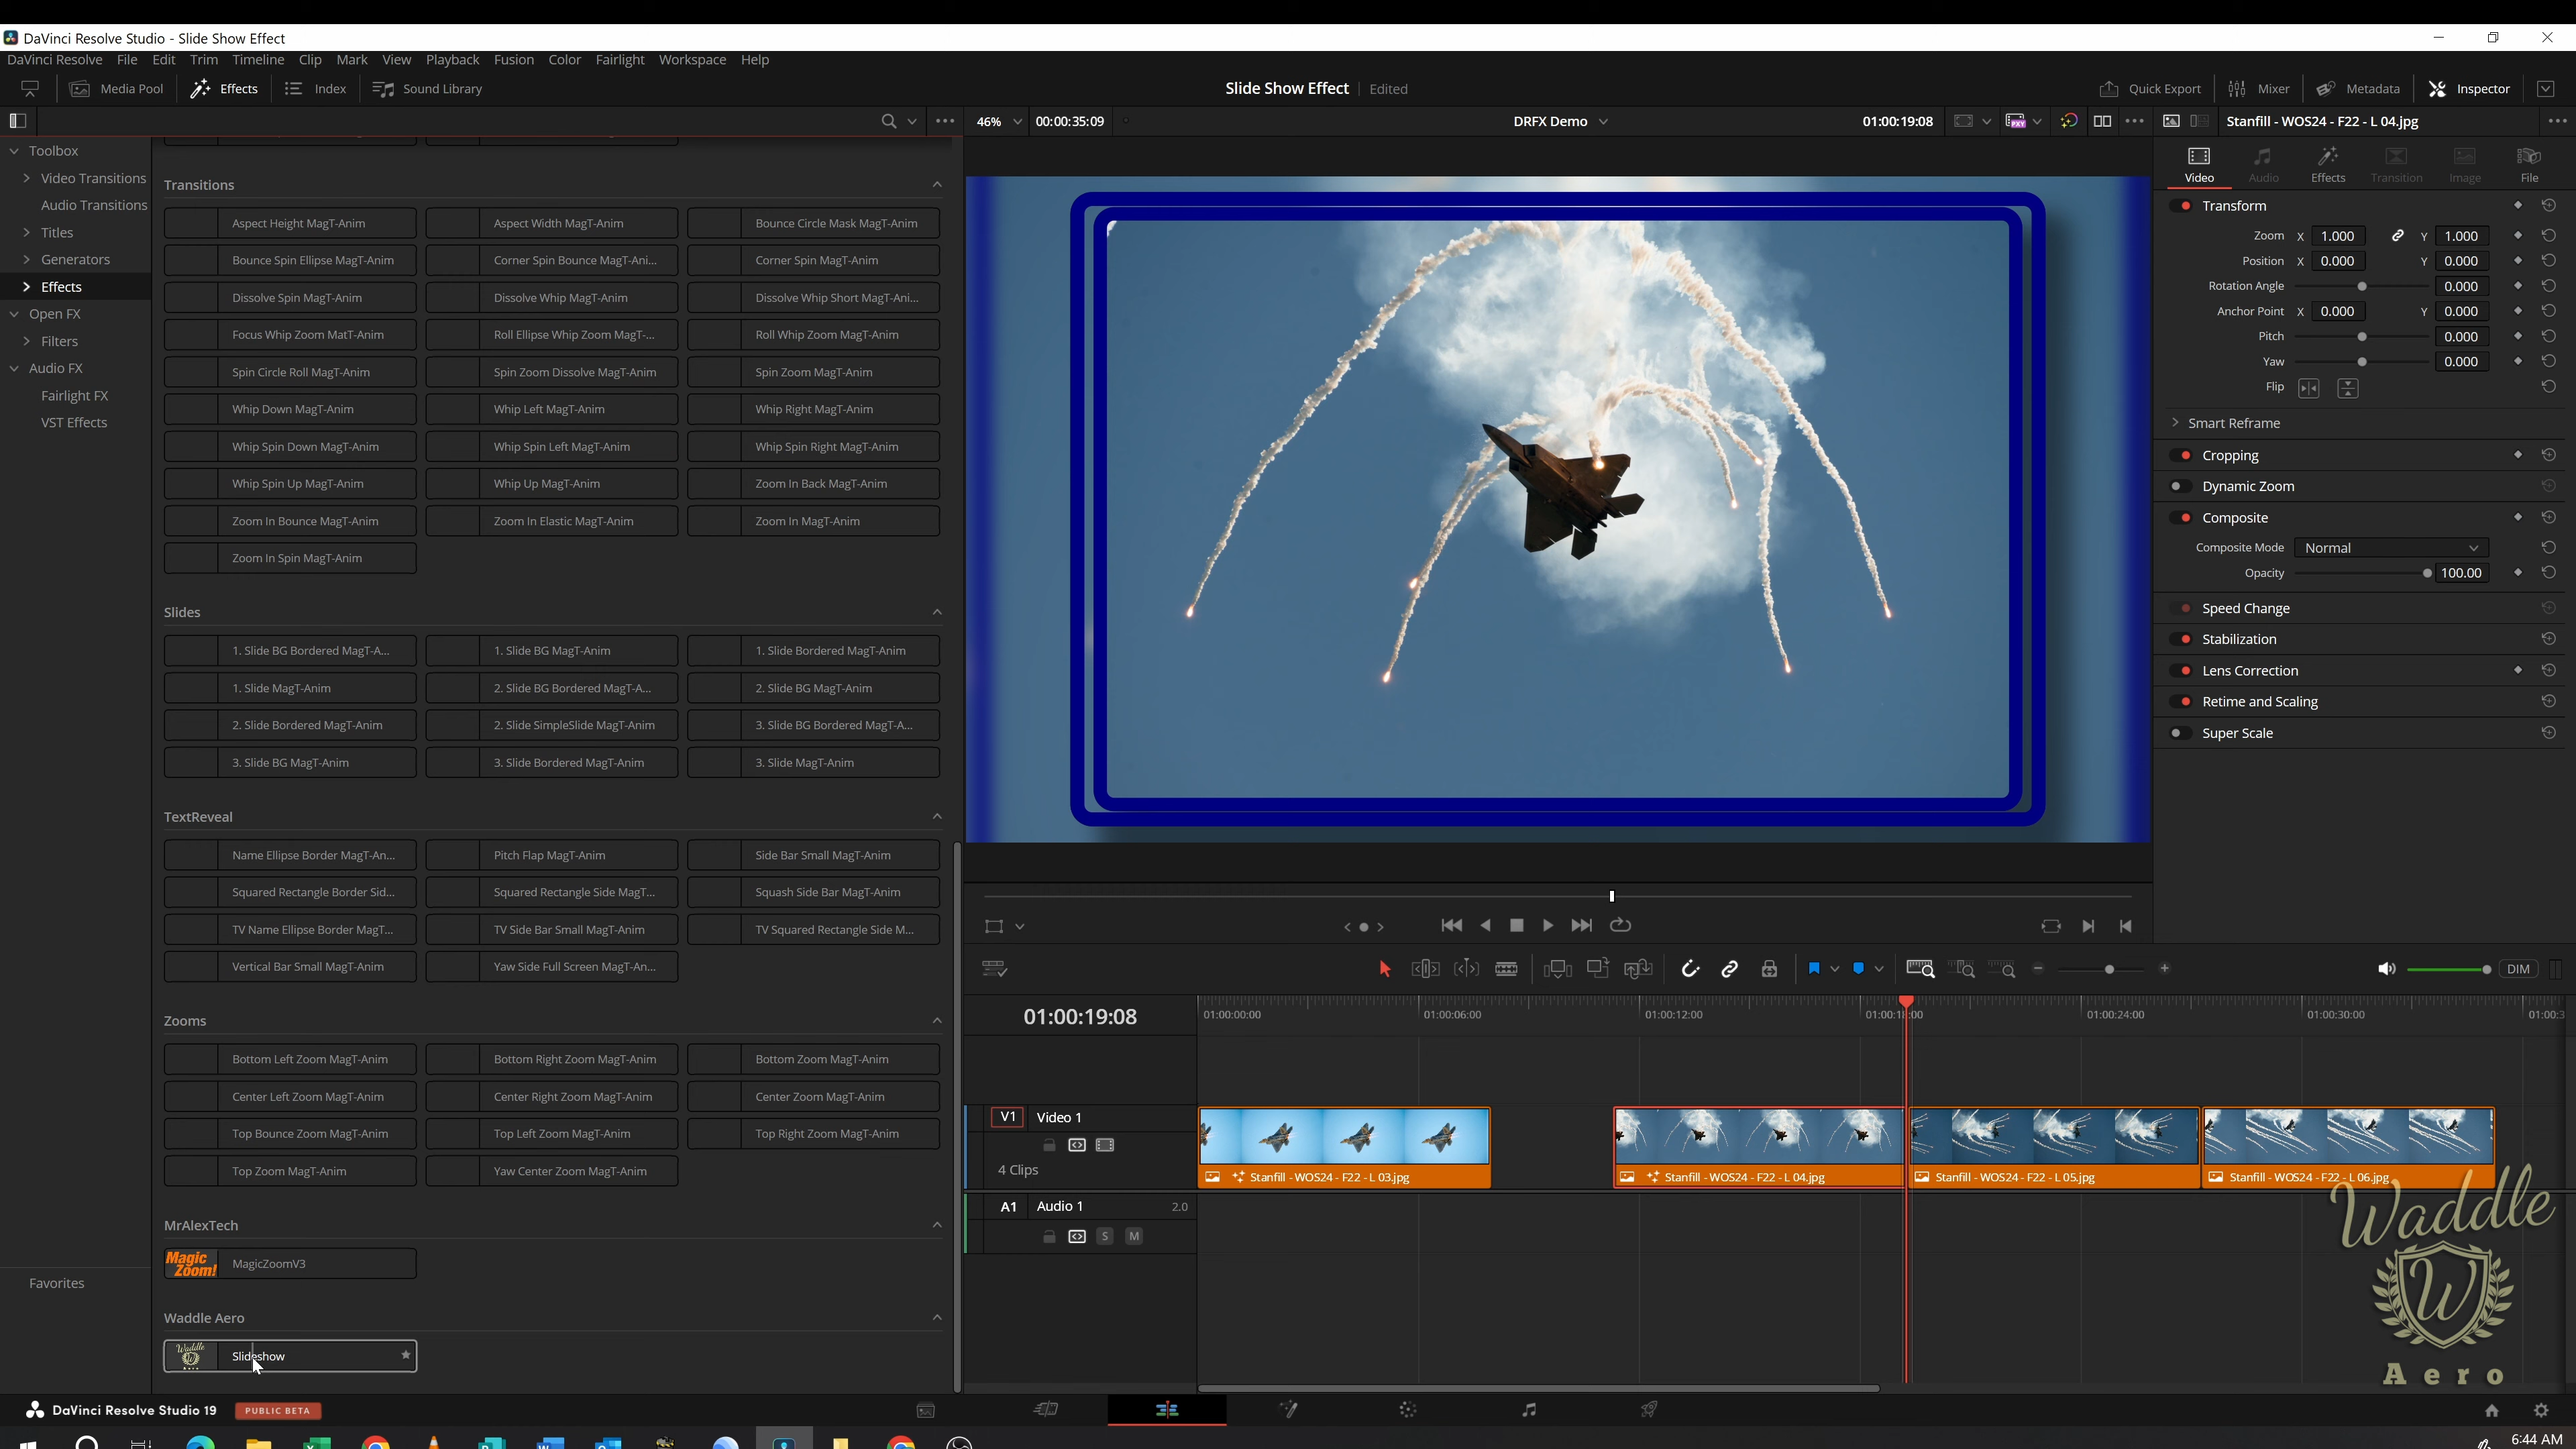 DaVinci Resolve Studio - Slide Show Effect
DaVinci Resolve File Edit Trim Timeline Clip Mark View Playback Fusion Color Fairlight Workspace Help
Media Pool Effects Index Sound Library Slide Show Effect Edited Quick Export Mixer Metadata Inspector
46% 00:00:35:09 DRFX Demo 01:00:19:08 Stanfill - WOS24 - F22 - L 04.jpg
Toolbox
Video Transitions
Audio Transitions
Titles
Generators
Effects
Open FX
Filters
Audio FX
Fairlight FX
VST Effects
Favorites
Transitions
Aspect Height MagT-Anim Aspect Width MagT-Anim Bounce Circle Mask MagT-Anim
Bounce Spin Ellipse MagT-Anim Corner Spin Bounce MagT-Ani... Corner Spin MagT-Anim
Dissolve Spin MagT-Anim Dissolve Whip MagT-Anim Dissolve Whip Short MagT-Ani...
Focus Whip Zoom MatT-Anim Roll Ellipse Whip Zoom MagT-... Roll Whip Zoom MagT-Anim
Spin Circle Roll MagT-Anim Spin Zoom Dissolve MagT-Anim Spin Zoom MagT-Anim
Whip Down MagT-Anim Whip Left MagT-Anim Whip Right MagT-Anim
Whip Spin Down MagT-Anim Whip Spin Left MagT-Anim Whip Spin Right MagT-Anim
Whip Spin Up MagT-Anim Whip Up MagT-Anim Zoom In Back MagT-Anim
Zoom In Bounce MagT-Anim Zoom In Elastic MagT-Anim Zoom In MagT-Anim
Zoom In Spin MagT-Anim
Slides
1. Slide BG Bordered MagT-A... 1. Slide BG MagT-Anim 1. Slide Bordered MagT-Anim
1. Slide MagT-Anim 2. Slide BG Bordered MagT-A... 2. Slide BG MagT-Anim
2. Slide Bordered MagT-Anim 2. Slide SimpleSlide MagT-Anim 3. Slide BG Bordered MagT-A...
3. Slide BG MagT-Anim 3. Slide Bordered MagT-Anim 3. Slide MagT-Anim
TextReveal
Name Ellipse Border MagT-An... Pitch Flap MagT-Anim Side Bar Small MagT-Anim
Squared Rectangle Border Sid... Squared Rectangle Side MagT... Squash Side Bar MagT-Anim
TV Name Ellipse Border MagT... TV Side Bar Small MagT-Anim TV Squared Rectangle Side M...
Vertical Bar Small MagT-Anim Yaw Side Full Screen MagT-An...
Zooms
Bottom Left Zoom MagT-Anim Bottom Right Zoom MagT-Anim Bottom Zoom MagT-Anim
Center Left Zoom MagT-Anim Center Right Zoom MagT-Anim Center Zoom MagT-Anim
Top Bounce Zoom MagT-Anim Top Left Zoom MagT-Anim Top Right Zoom MagT-Anim
Top Zoom MagT-Anim Yaw Center Zoom MagT-Anim
MrAlexTech
Magic Zoom! MagicZoomV3
Waddle Aero
Waddle W Slideshow
Video Audio Effects Transition Image File
Transform
Zoom X 1.000 Y 1.000
Position X 0.000 Y 0.000
Rotation Angle 0.000
Anchor Point X 0.000 Y 0.000
Pitch 0.000
Yaw 0.000
Flip
Smart Reframe
Cropping
Dynamic Zoom
Composite
Composite Mode Normal
Opacity 100.00
Speed Change
Stabilization
Lens Correction
Retime and Scaling
Super Scale
DIM
01:00:19:08 01:00:00:00 01:00:06:00 01:00:12:00 01:00:24:00 01:00:30:00
V1 Video 1
4 Clips
Stanfill - WOS24 - F22 - L 03.jpg Stanfill - WOS24 - F22 - L 04.jpg Stanfill - WOS24 - F22 - L 05.jpg Stanfill - WOS24 - F22 - L 06.jpg
A1 Audio 1 2.0
S M
Waddle
W
Aero
DaVinci Resolve Studio 19 PUBLIC BETA
6:44 AM